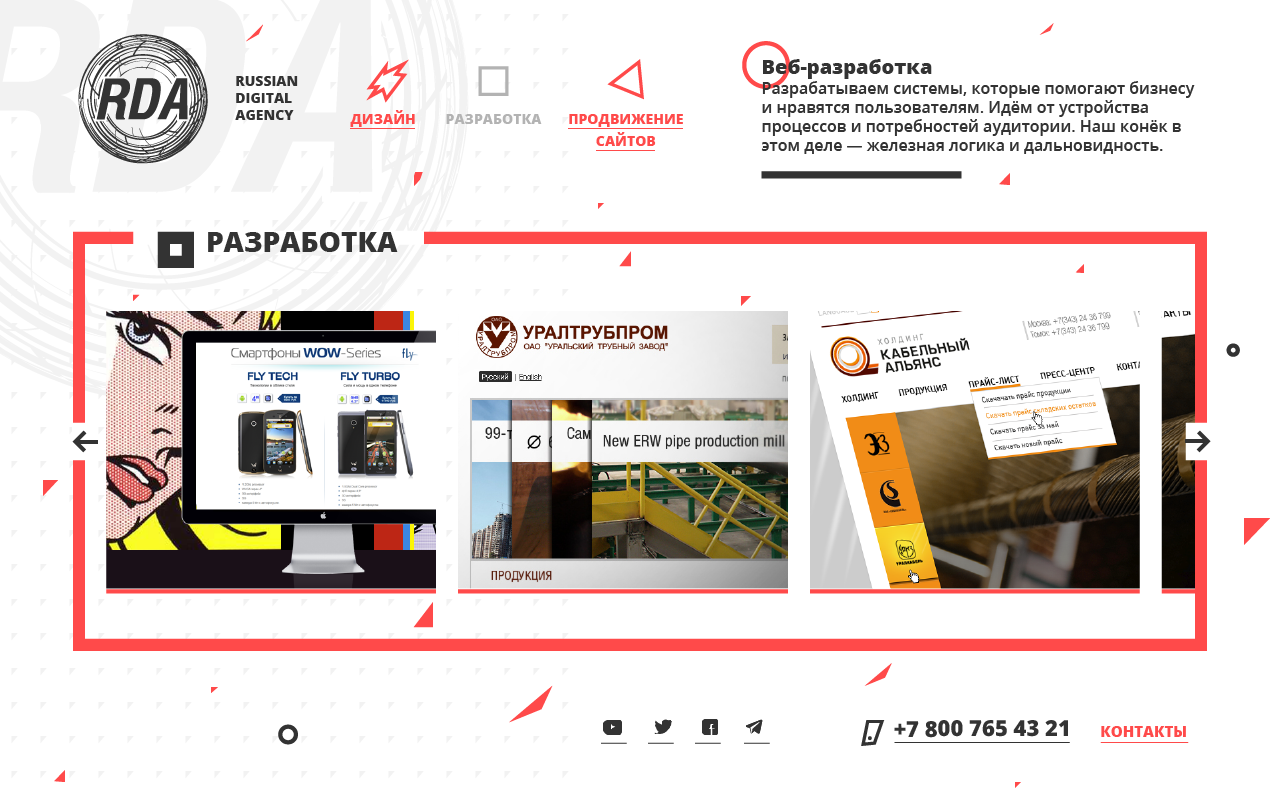 RDA
RUSSIAN
DIGITAL
AGENCY
ДИЗАЙН
РАЗРАБОТКА
ПРОДВИЖЕНИЕ
САЙТОВ
Веб-разработка
Разрабатываем системы, которые помогают бизнесу
и нравятся пользователям. Идём от устройства
процессов и потребностей аудитории. Наш конёк в
этом деле — железная логика и дальновидность.
РАЗРАБОТКА
Смартфоны WOW-Series
fly
FLY TECH
FLY TURBO
УРАЛТРУБПРОМ
ОАО "УРАЛЬСКИЙ ТРУБНЫЙ ЗАВОД"
Русский | English
99-т
Сам
New ERW pipe production mill
ПРОДУКЦИЯ
Москва: +7(343) 24 36 799
Томск: +7(343) 24 36 799
ХОЛДИНГ
КАБЕЛЬНЫЙ
АЛЬЯНС
ХОЛДИНГ
ПРОДУКЦИЯ
ПРАЙС-ЛИСТ
ПРЕСС-ЦЕНТР
КОНТА
Скачачать прайс продукции
Скачать прайс складских остатков
Скачать прайс за май
Скачать новый прайс
+7 800 765 43 21
КОНТАКТЫ